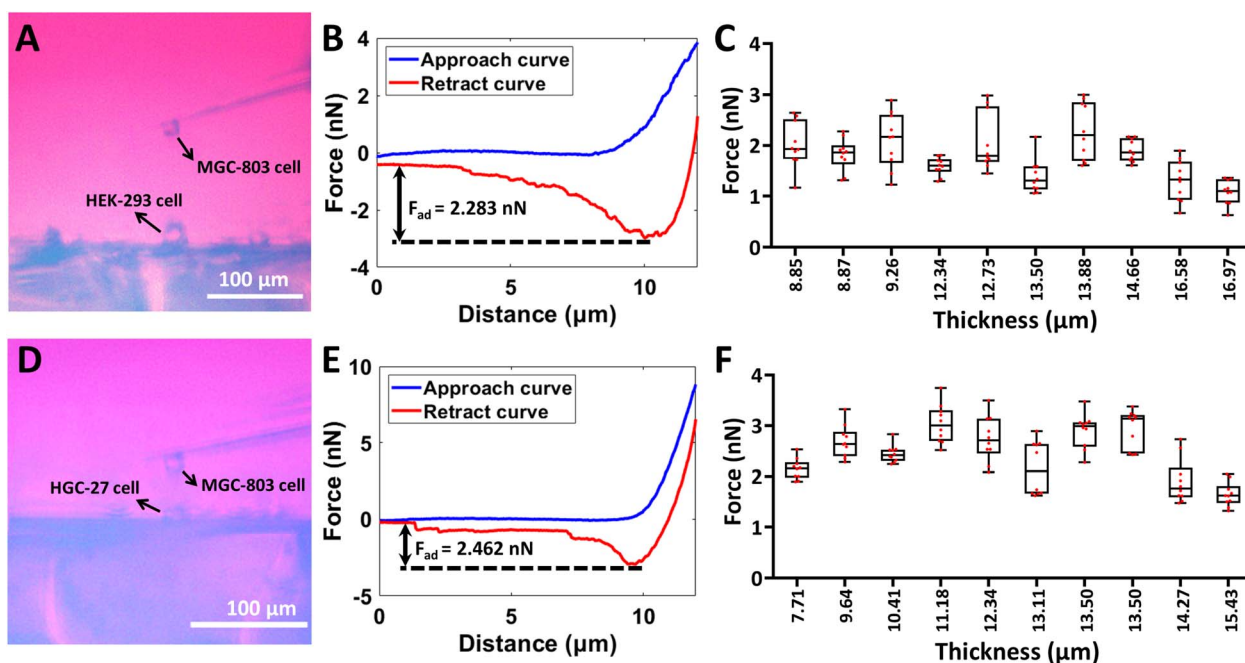 A
MGC-803 cell
HEK-293 cell
100 µm
B
Force (nN)
4
2
0
-2
-4
Approach curve
Retract curve
F_ad = 2.283 nN
0
5
10
Distance (µm)
C
Force (nN)
4
3
2
1
0
8.85
8.87
9.26
12.34
12.73
13.50
13.88
14.66
16.58
16.97
Thickness (µm)
D
HGC-27 cell
MGC-803 cell
100 µm
E
Force (nN)
10
5
0
-5
Approach curve
Retract curve
F_ad = 2.462 nN
0
5
10
Distance (µm)
F
Force (nN)
4
3
2
1
0
7.71
9.64
10.41
11.18
12.34
13.11
13.50
13.50
14.27
15.43
Thickness (µm)